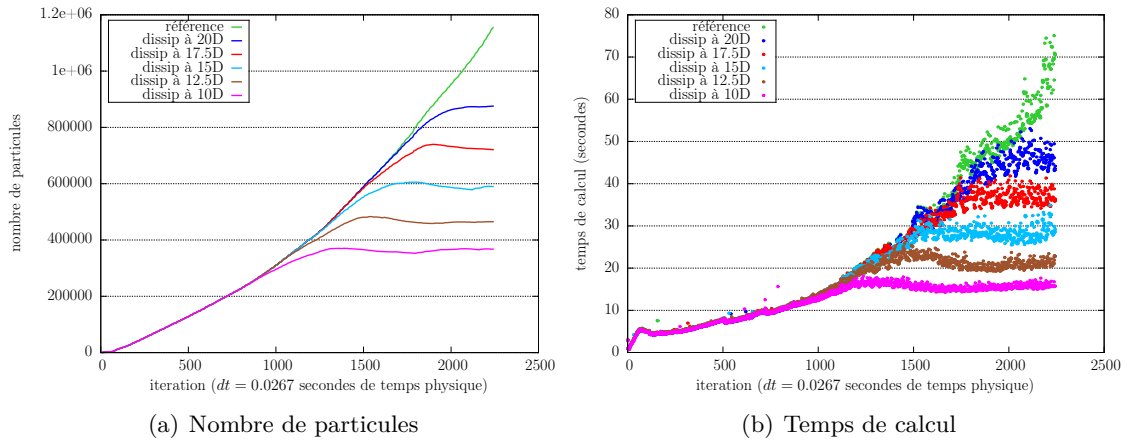 1.2e+06
1e+06
800000
600000
400000
200000
0
nombre de particules
référence
dissip à 20D
dissip à 17.5D
dissip à 15D
dissip à 12.5D
dissip à 10D
0 500 1000 1500 2000 2500
iteration (dt = 0.0267 secondes de temps physique)
(a) Nombre de particules
80
70
60
50
40
30
20
10
0
temps de calcul (secondes)
référence
dissip à 20D
dissip à 17.5D
dissip à 15D
dissip à 12.5D
dissip à 10D
0 500 1000 1500 2000 2500
iteration (dt = 0.0267 secondes de temps physique)
(b) Temps de calcul